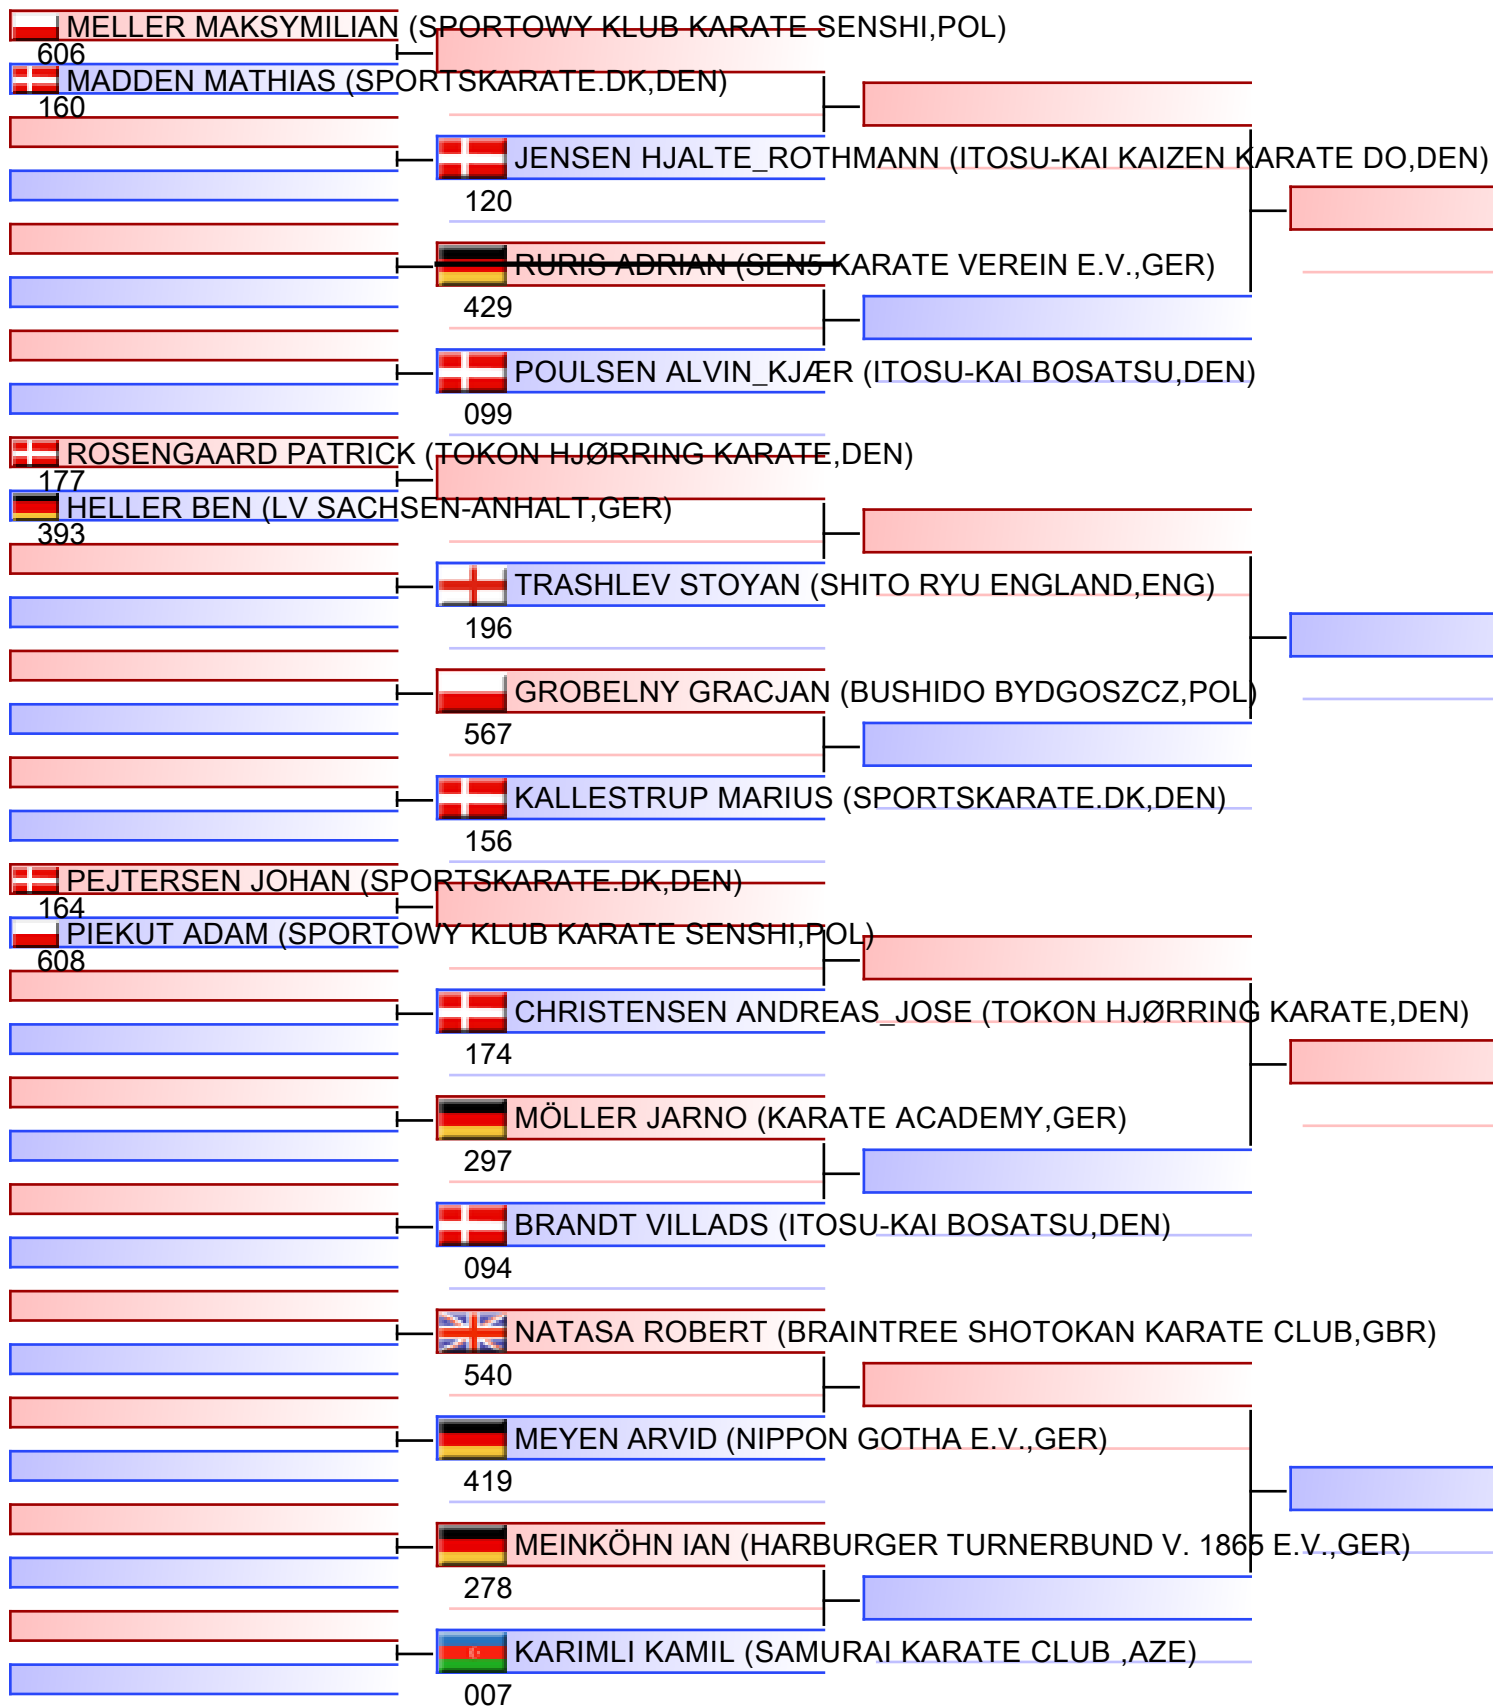 MELLER MAKSYMILIAN (SPORTOWY KLUB KARATE SENSHI,POL)
606
MADDEN MATHIAS (SPORTSKARATE.DK,DEN)
160
JENSEN HJALTE_ROTHMANN (ITOSU-KAI KAIZEN KARATE DO,DEN)
120
RURIS ADRIAN (SEN5 KARATE VEREIN E.V.,GER)
429
POULSEN ALVIN_KJÆR (ITOSU-KAI BOSATSU,DEN)
099
ROSENGAARD PATRICK (TOKON HJØRRING KARATE,DEN)
177
HELLER BEN (LV SACHSEN-ANHALT,GER)
393
TRASHLEV STOYAN (SHITO RYU ENGLAND,ENG)
196
GROBELNY GRACJAN (BUSHIDO BYDGOSZCZ,POL)
567
KALLESTRUP MARIUS (SPORTSKARATE.DK,DEN)
156
PEJTERSEN JOHAN (SPORTSKARATE.DK,DEN)
164
PIEKUT ADAM (SPORTOWY KLUB KARATE SENSHI,POL)
608
CHRISTENSEN ANDREAS_JOSE (TOKON HJØRRING KARATE,DEN)
174
MÖLLER JARNO (KARATE ACADEMY,GER)
297
BRANDT VILLADS (ITOSU-KAI BOSATSU,DEN)
094
NATASA ROBERT (BRAINTREE SHOTOKAN KARATE CLUB,GBR)
540
MEYEN ARVID (NIPPON GOTHA E.V.,GER)
419
MEINKÖHN IAN (HARBURGER TURNERBUND V. 1865 E.V.,GER)
278
KARIMLI KAMIL (SAMURAI KARATE CLUB ,AZE)
007